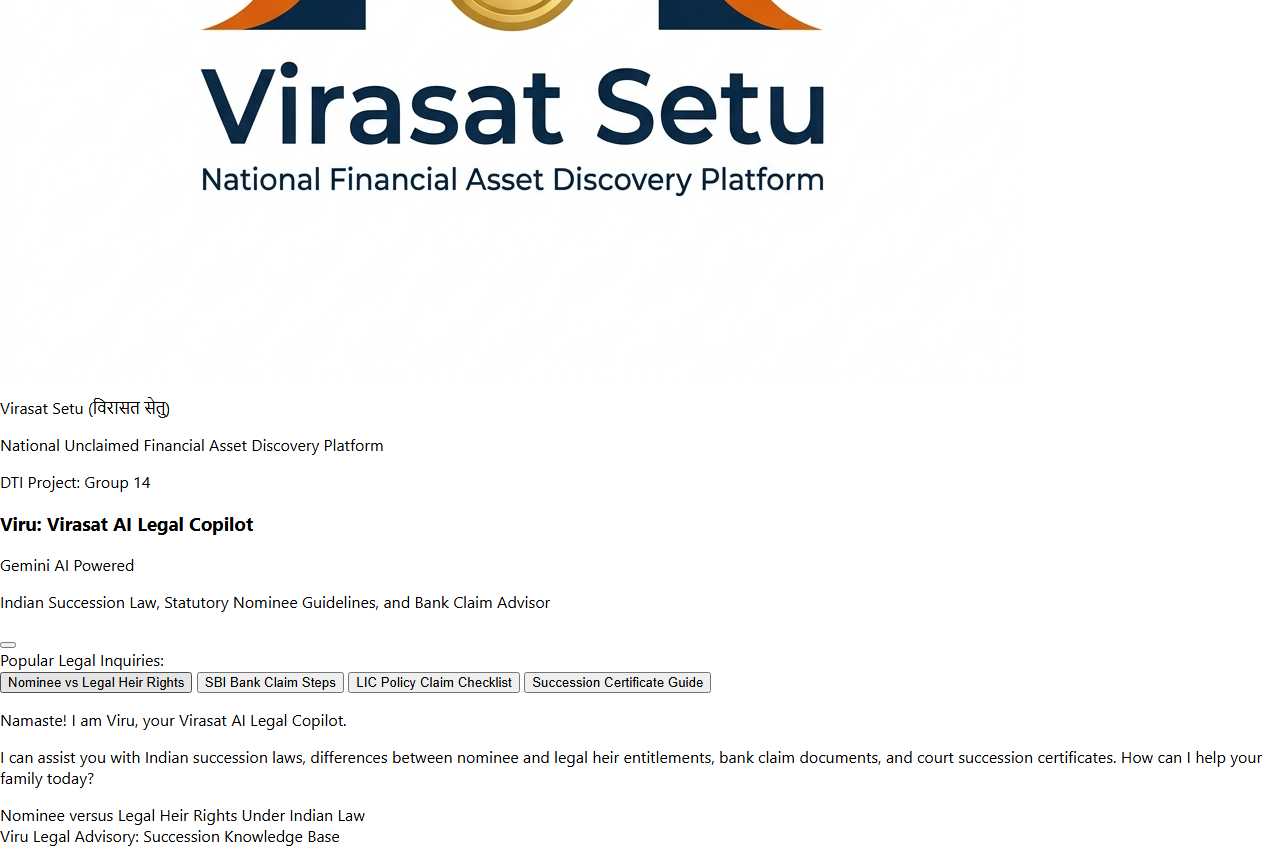 Virasat Setu
National Financial Asset Discovery Platform
Virasat Setu (विरासत सेतु)
National Unclaimed Financial Asset Discovery Platform
DTI Project: Group 14
Viru: Virasat AI Legal Copilot
Gemini AI Powered
Indian Succession Law, Statutory Nominee Guidelines, and Bank Claim Advisor
Popular Legal Inquiries:
Nominee vs Legal Heir Rights SBI Bank Claim Steps LIC Policy Claim Checklist Succession Certificate Guide
Namaste! I am Viru, your Virasat AI Legal Copilot.
I can assist you with Indian succession laws, differences between nominee and legal heir entitlements, bank claim documents, and court succession certificates. How can I help your
family today?
Nominee versus Legal Heir Rights Under Indian Law
Viru Legal Advisory: Succession Knowledge Base